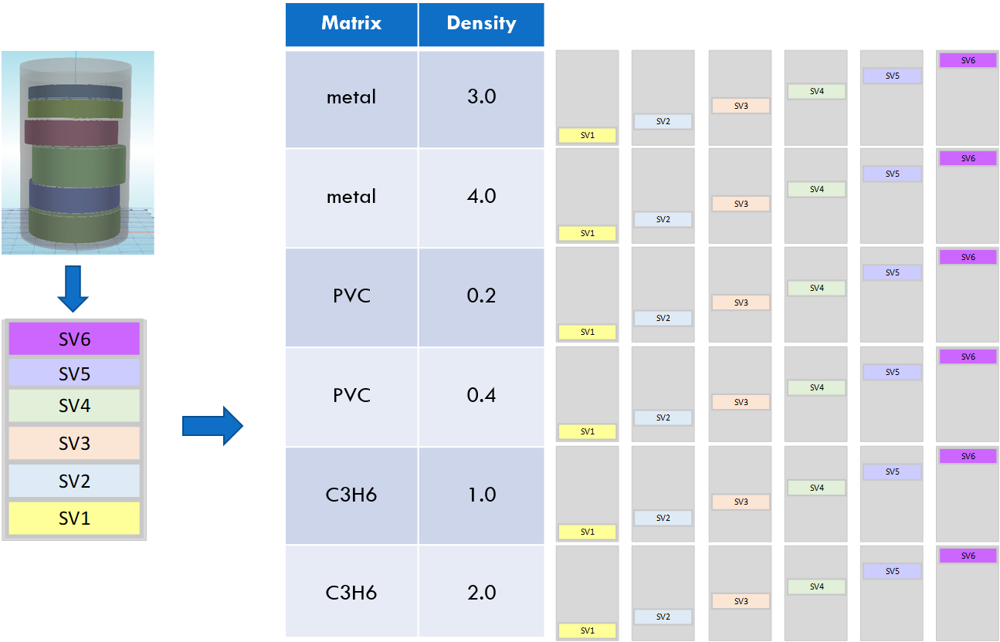 Matrix Density
metal 3.0 SV1 SV2 SV3 SV4 SV5 SV6
metal 4.0 SV1 SV2 SV3 SV4 SV5 SV6
PVC 0.2 SV1 SV2 SV3 SV4 SV5 SV6
PVC 0.4 SV1 SV2 SV3 SV4 SV5 SV6
C3H6 1.0 SV1 SV2 SV3 SV4 SV5 SV6
C3H6 2.0 SV1 SV2 SV3 SV4 SV5 SV6
SV6
SV5
SV4
SV3
SV2
SV1